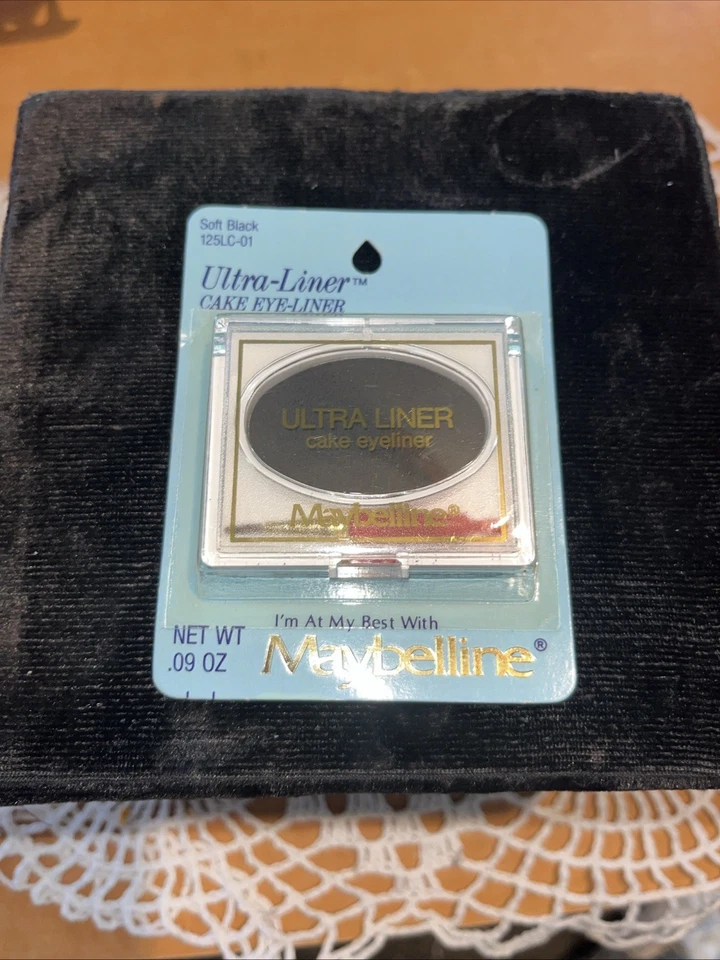 Soft Black
125LC-01
Ultra-Liner™
CAKE EYE-LINER
ULTRA LINER
cake eyeliner
Maybelline®
I'm At My Best With
NET WT
.09 OZ
Maybelline®